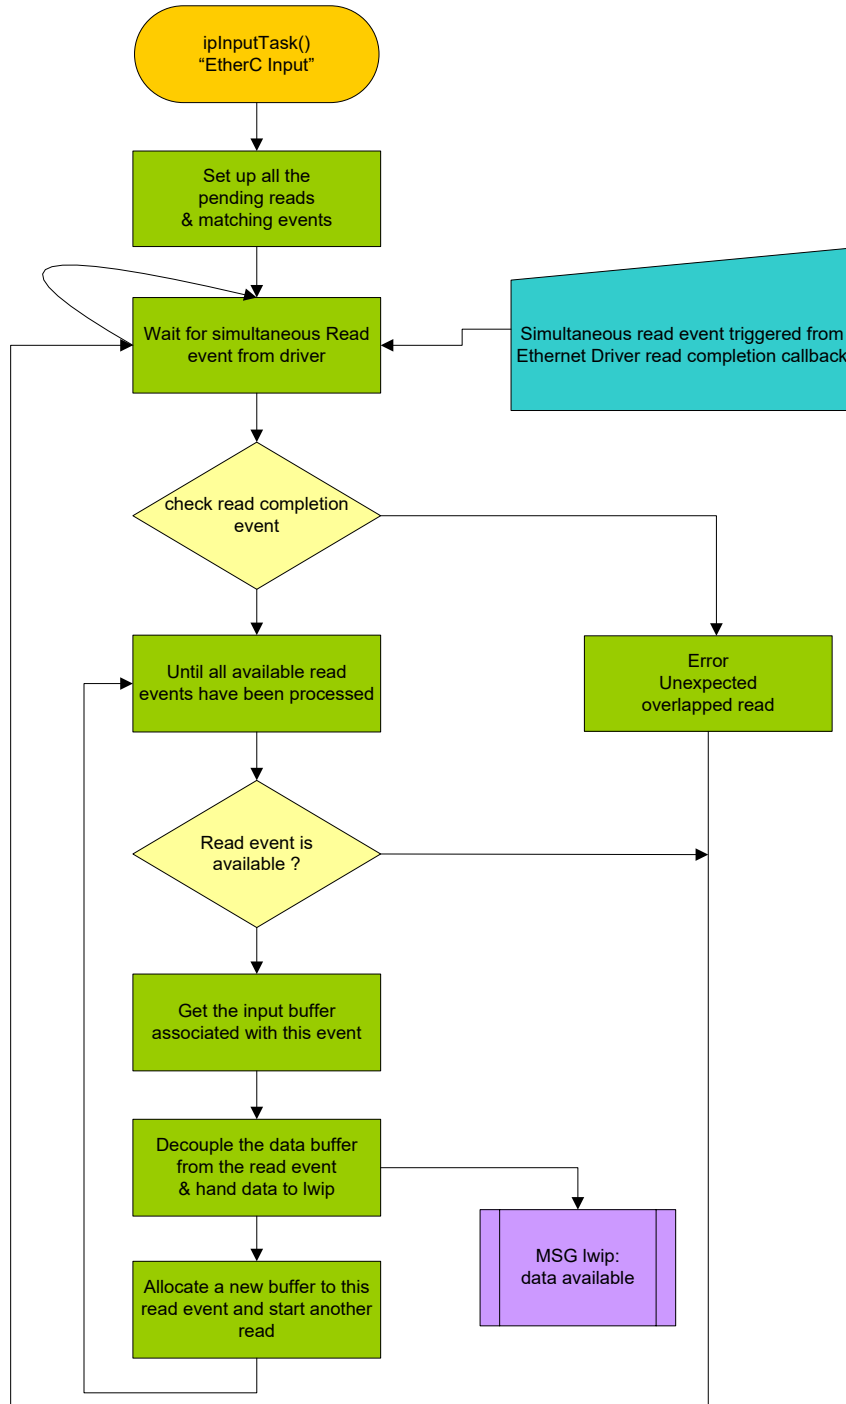 ipInputTask()
“EtherC Input”
Set up all the
pending reads
& matching events
Wait for simultaneous Read
event from driver
Simultaneous read event triggered from
Ethernet Driver read completion callback
check read completion
event
Until all available read
events have been processed
Error
Unexpected
overlapped read
Read event is
available ?
Get the input buffer
associated with this event
Decouple the data buffer
from the read event
& hand data to lwip
MSG lwip:
data available
Allocate a new buffer to this
read event and start another
read